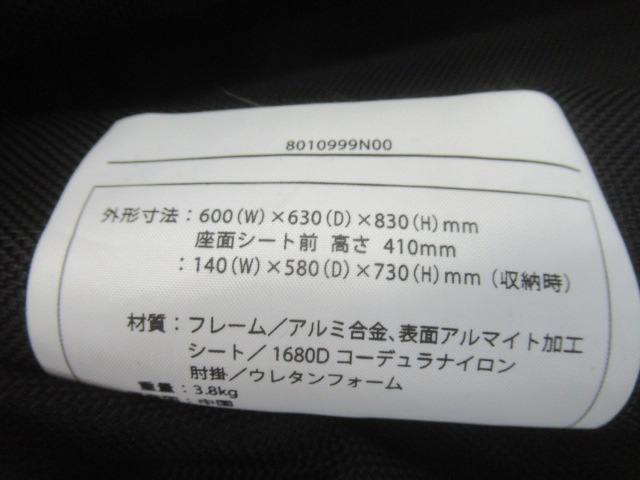 8010999N00
外形寸法：600(W)×630(D)×830(H)mm
座面シート前 高さ 410mm
：140(W)×580(D)×730(H)mm（収納時）
材質：フレーム／アルミ合金、表面アルマイト加工
シート／1680D コーデュラナイロン
肘掛／ウレタンフォーム
重量：3.8kg